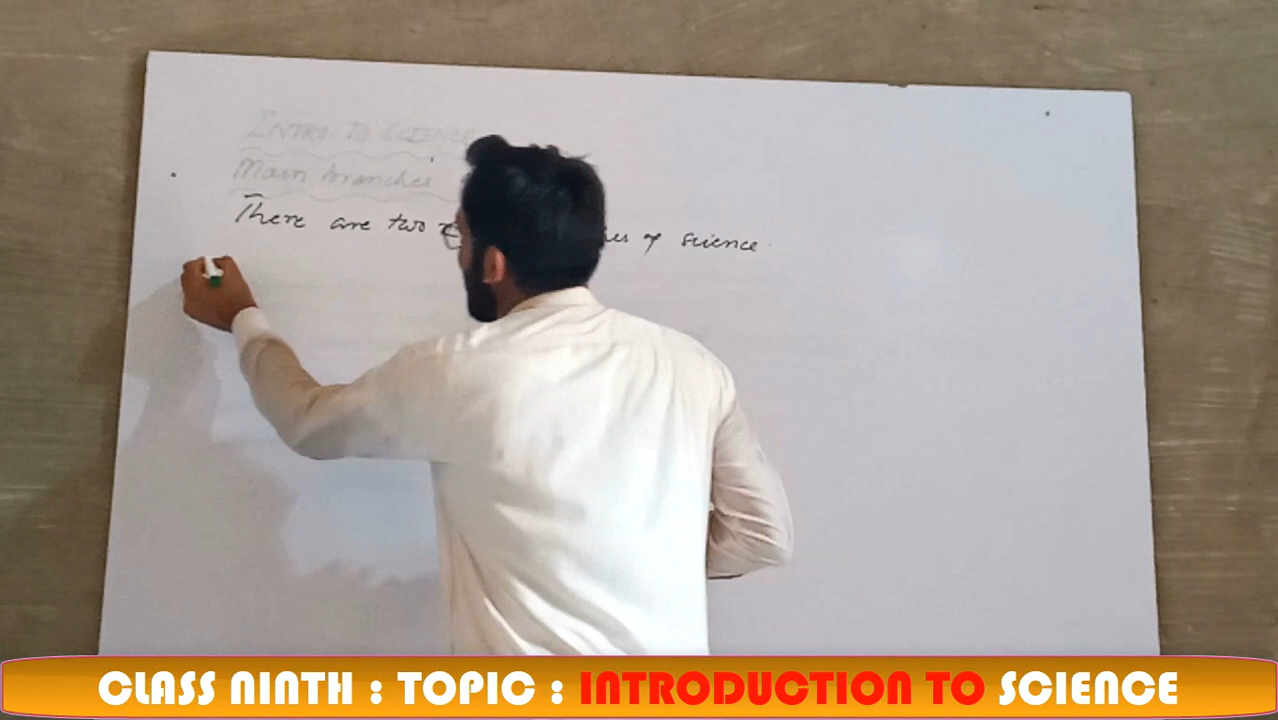 INTRO: TO SCIENCE
Main branches
There are two of science
CLASS NINTH : TOPIC : INTRODUCTION TO SCIENCE